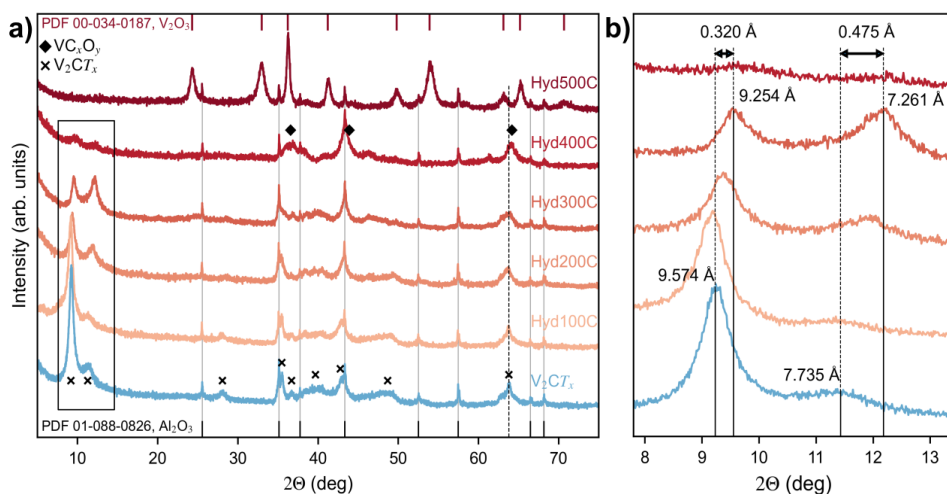 a)
PDF 00-034-0187, V₂O₃
◆ VCₓOᵧ
× V₂CTₓ
Hyd500C
Hyd400C
Hyd300C
Hyd200C
Hyd100C
V₂CTₓ
PDF 01-088-0826, Al₂O₃
Intensity (arb. units)
10 20 30 40 50 60 70
2Θ (deg)
b)
0.320 Å 0.475 Å
9.254 Å
7.261 Å
9.574 Å
7.735 Å
8 9 10 11 12 13
2Θ (deg)